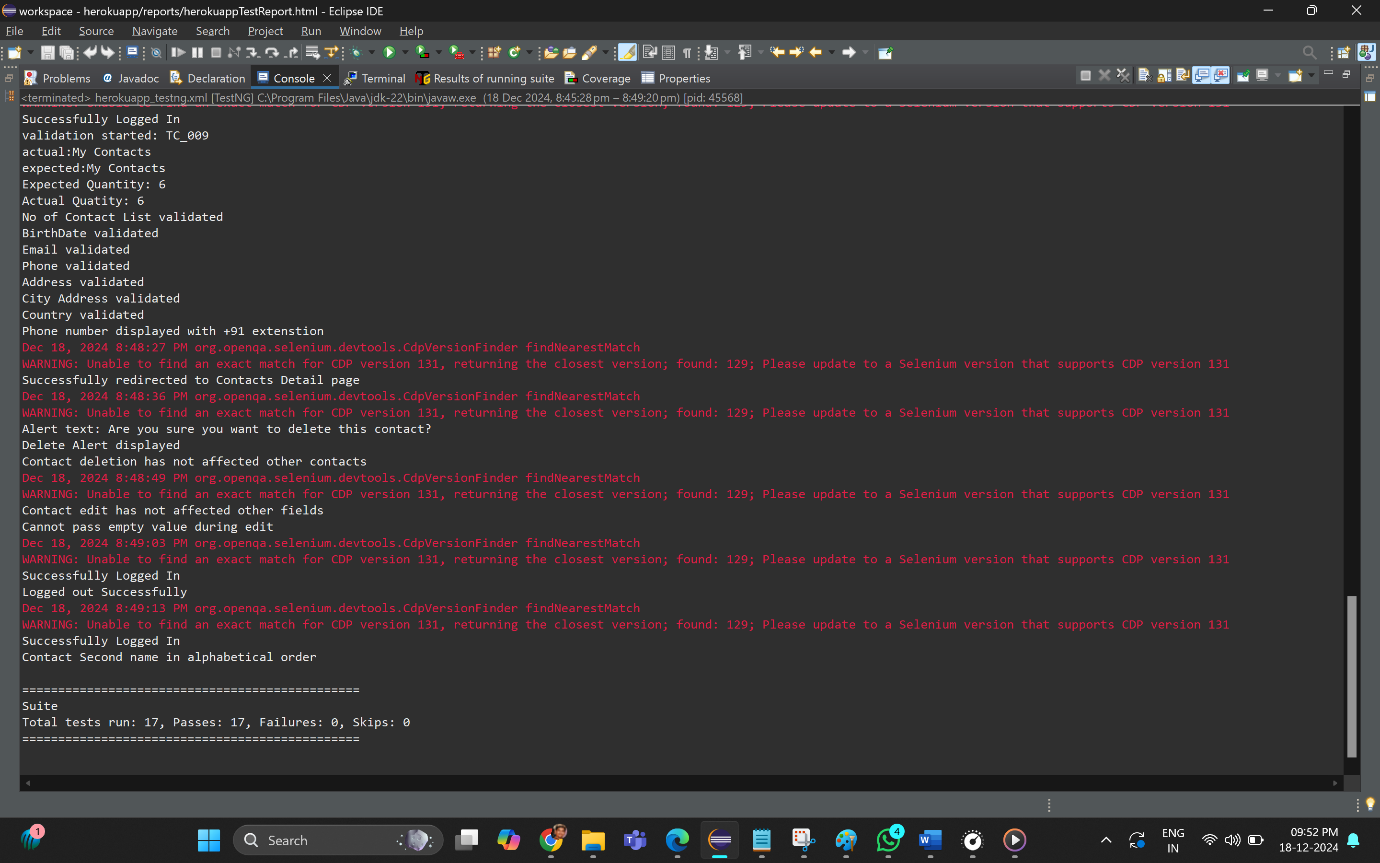 workspace - herokuapp/reports/herokuappTestReport.html - Eclipse IDE
File Edit Source Navigate Search Project Run Window Help
Problems Javadoc Declaration Console Terminal Results of running suite Coverage Properties
<terminated> herokuapp_testng.xml [TestNG] C:\Program Files\Java\jdk-22\bin\javaw.exe (18 Dec 2024, 8:45:28 pm – 8:49:20 pm) [pid: 45568]
Successfully Logged In
validation started: TC_009
actual:My Contacts
expected:My Contacts
Expected Quantity: 6
Actual Quatity: 6
No of Contact List validated
BirthDate validated
Email validated
Phone validated
Address validated
City Address validated
Country validated
Phone number displayed with +91 extenstion
Dec 18, 2024 8:48:27 PM org.openqa.selenium.devtools.CdpVersionFinder findNearestMatch
WARNING: Unable to find an exact match for CDP version 131, returning the closest version; found: 129; Please update to a Selenium version that supports CDP version 131
Successfully redirected to Contacts Detail page
Dec 18, 2024 8:48:36 PM org.openqa.selenium.devtools.CdpVersionFinder findNearestMatch
WARNING: Unable to find an exact match for CDP version 131, returning the closest version; found: 129; Please update to a Selenium version that supports CDP version 131
Alert text: Are you sure you want to delete this contact?
Delete Alert displayed
Contact deletion has not affected other contacts
Dec 18, 2024 8:48:49 PM org.openqa.selenium.devtools.CdpVersionFinder findNearestMatch
WARNING: Unable to find an exact match for CDP version 131, returning the closest version; found: 129; Please update to a Selenium version that supports CDP version 131
Contact edit has not affected other fields
Cannot pass empty value during edit
Dec 18, 2024 8:49:03 PM org.openqa.selenium.devtools.CdpVersionFinder findNearestMatch
WARNING: Unable to find an exact match for CDP version 131, returning the closest version; found: 129; Please update to a Selenium version that supports CDP version 131
Successfully Logged In
Logged out Successfully
Dec 18, 2024 8:49:13 PM org.openqa.selenium.devtools.CdpVersionFinder findNearestMatch
WARNING: Unable to find an exact match for CDP version 131, returning the closest version; found: 129; Please update to a Selenium version that supports CDP version 131
Successfully Logged In
Contact Second name in alphabetical order
===============================================
Suite
Total tests run: 17, Passes: 17, Failures: 0, Skips: 0
===============================================
1
Search
4
ENG
IN
09:52 PM
18-12-2024